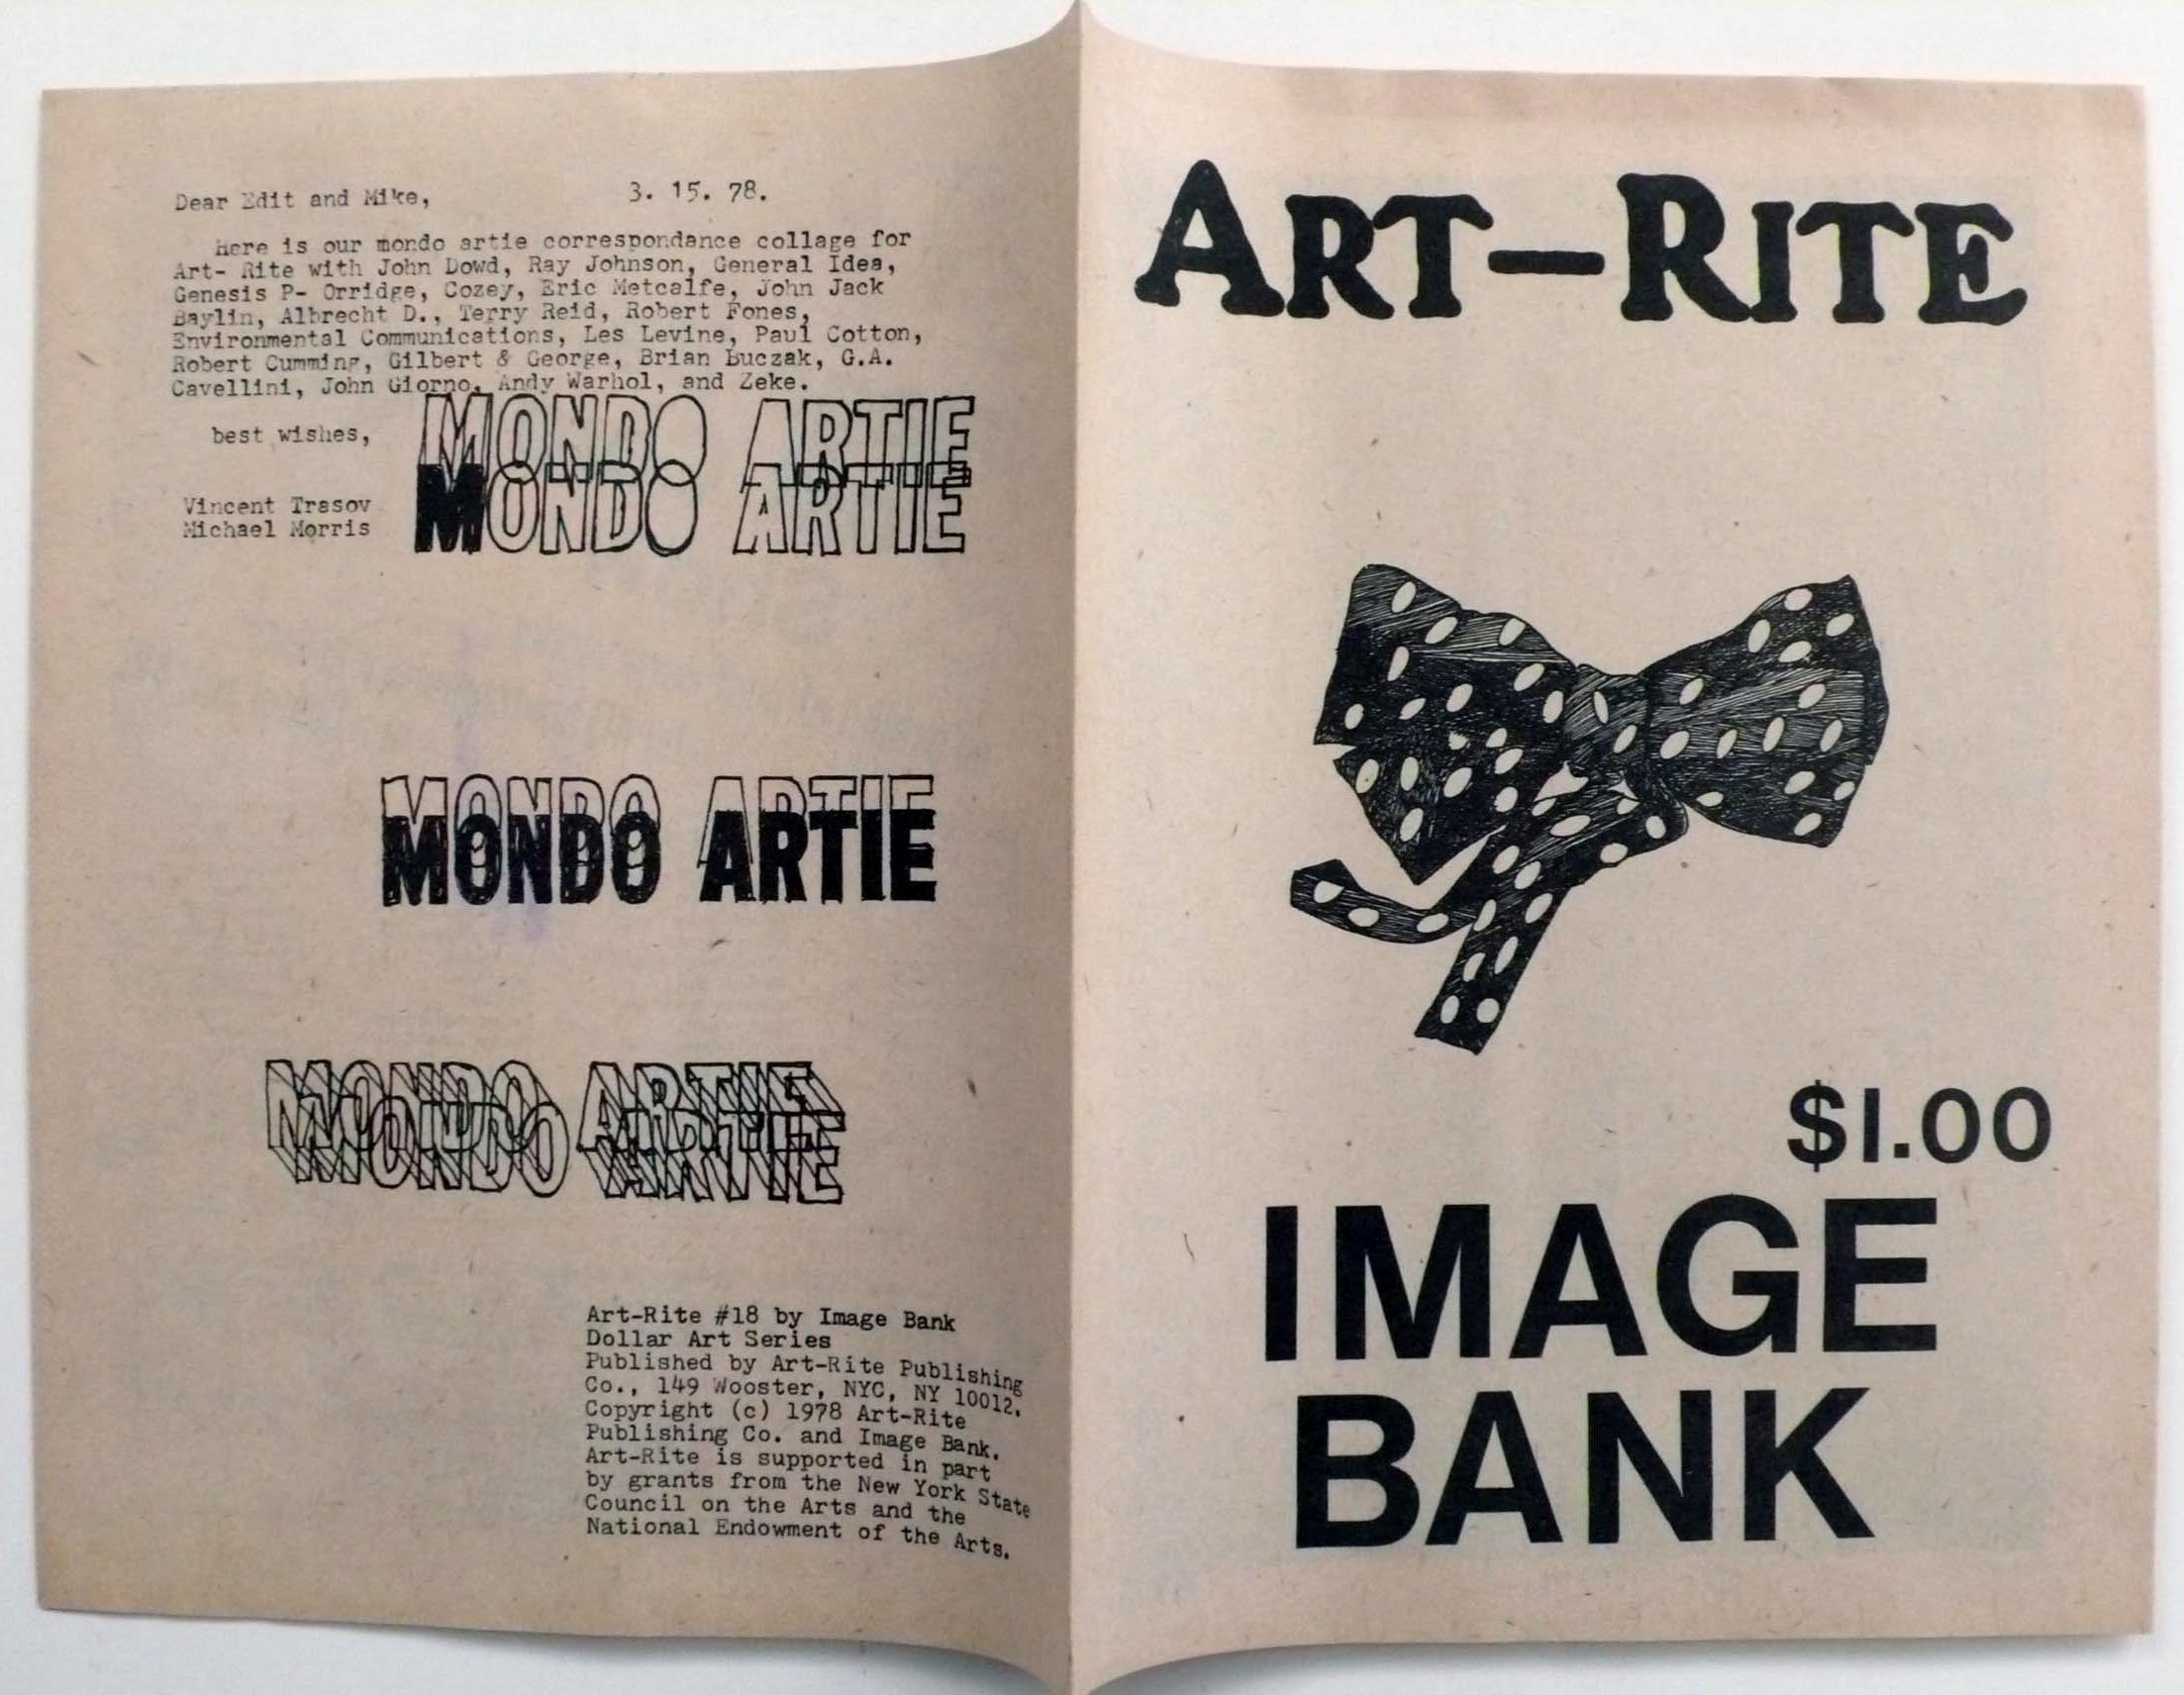 Dear Edit and Mike,
3. 15. 78.
Here is our mondo artie correspondance collage for
Art- Rite with John Dowd, Ray Johnson, General Idea,
Genesis P- Orridge, Cozey, Eric Metcalfe, John Jack
Baylin, Albrecht D., Terry Reid, Robert Fones,
Environmental Communications, Les Levine, Paul Cotton,
Robert Cumming, Gilbert & George, Brian Buczak, G.A.
Cavellini, John Giorno, Andy Warhol, and Zeke.
best wishes,
Vincent Trasov
Michael Morris
MONDO ARTIE
MONDO ARTIE
MONDO ARTIE
MONDO ARTIE
MONDO ARTIE
MONDO ARTIE
Art-Rite #18 by Image Bank
Dollar Art Series
Published by Art-Rite Publishing
Co., 149 Wooster, NYC, NY 10012.
Copyright (c) 1978 Art-Rite
Publishing Co. and Image Bank.
Art-Rite is supported in part
by grants from the New York State
Council on the Arts and the
National Endowment of the Arts.
ART-RITE
$1.00
IMAGE
BANK